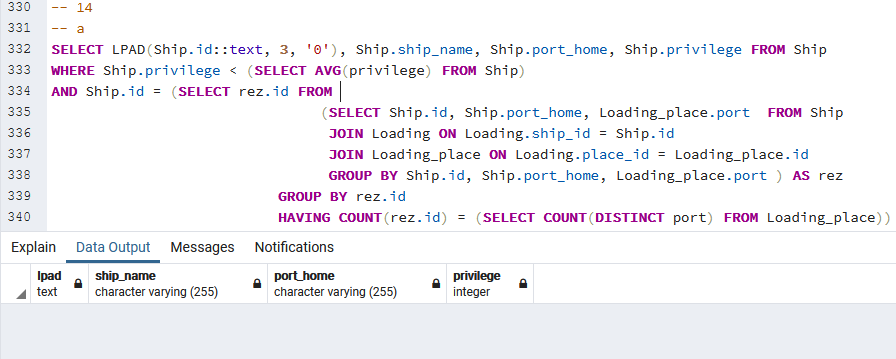 330 -- 14
331 -- a
332 SELECT LPAD(Ship.id::text, 3, '0'), Ship.ship_name, Ship.port_home, Ship.privilege FROM Ship
333 WHERE Ship.privilege < (SELECT AVG(privilege) FROM Ship)
334 AND Ship.id = (SELECT rez.id FROM
335 (SELECT Ship.id, Ship.port_home, Loading_place.port  FROM Ship
336 JOIN Loading ON Loading.ship_id = Ship.id
337 JOIN Loading_place ON Loading.place_id = Loading_place.id
338 GROUP BY Ship.id, Ship.port_home, Loading_place.port ) AS rez
339 GROUP BY rez.id
340 HAVING COUNT(rez.id) = (SELECT COUNT(DISTINCT port) FROM Loading_place))
Explain Data Output Messages Notifications
lpad ship_name port_home privilege
text character varying (255) character varying (255) integer